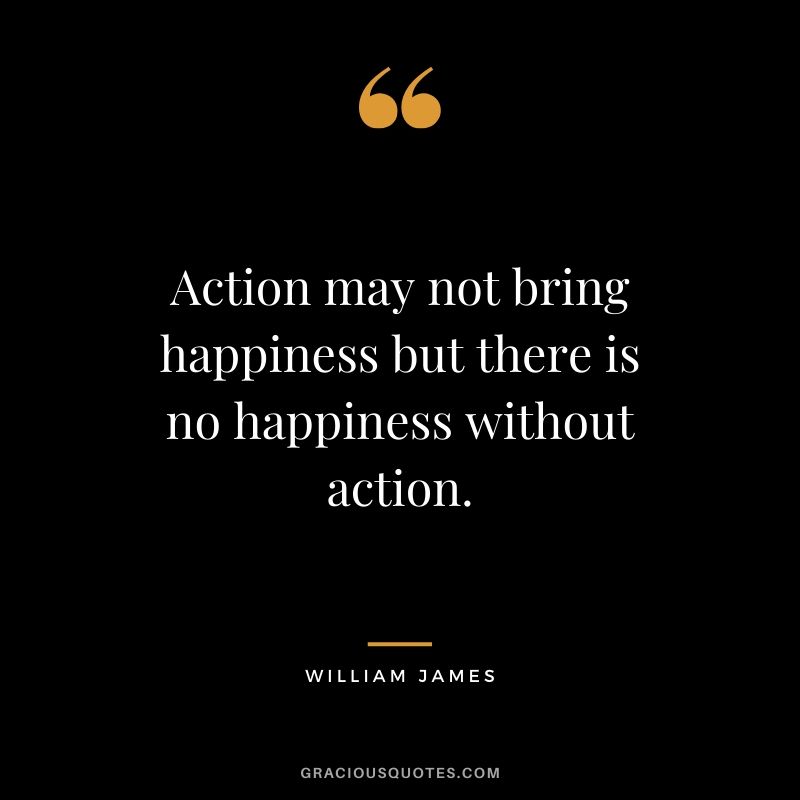 “
Action may not bring
happiness but there is
no happiness without
action.
WILLIAM JAMES
GRACIOUSQUOTES.COM